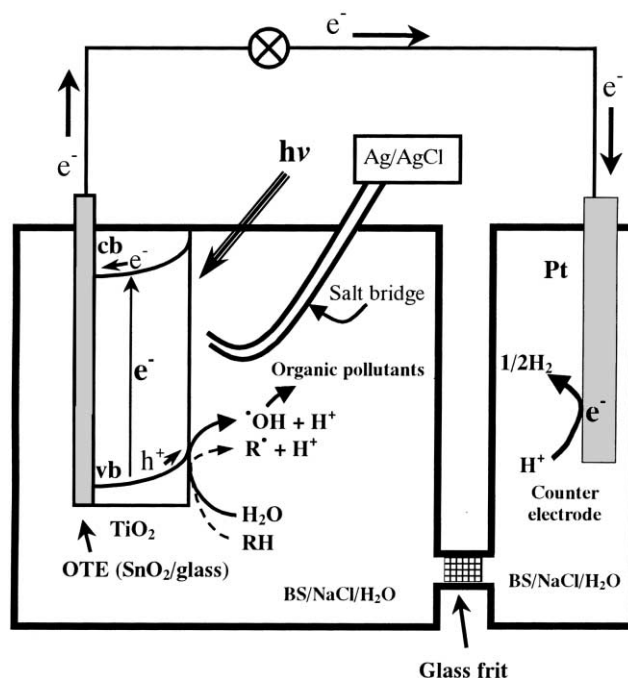 e⁻
e⁻
e⁻
hν
Ag/AgCl
cb
e⁻
Pt
Salt bridge
e⁻
Organic pollutants
1/2H₂
•OH + H⁺
e⁻
h⁺
R• + H⁺
vb
H⁺
H₂O
Counter
electrode
TiO₂
RH
OTE (SnO₂/glass)
BS/NaCl/H₂O
BS/NaCl/H₂O
Glass frit